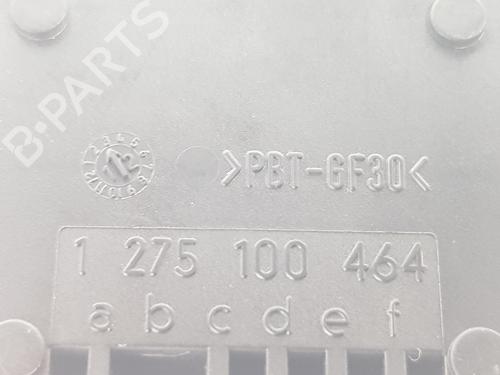 B-PARTS
>PBT-GF30<
1 275 100 464
a b c d e f